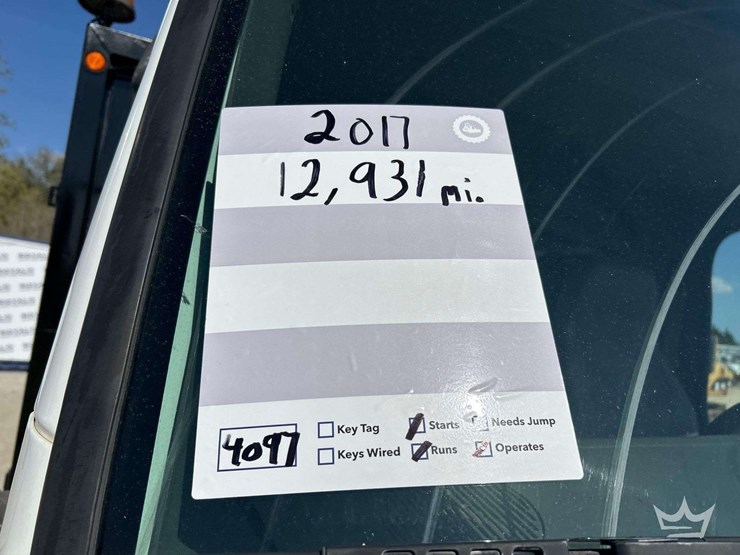 2017
12,931 mi.
Key Tag Starts Needs Jump
4097
Keys Wired Runs Operates